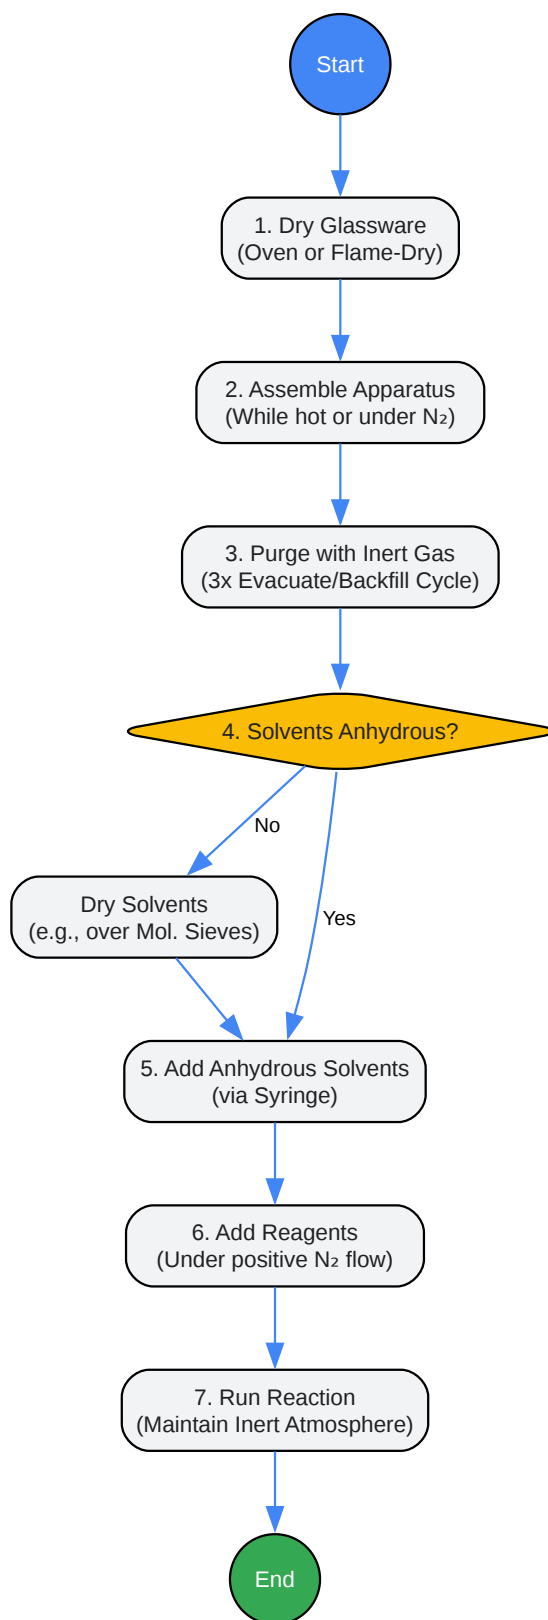 Start
1. Dry Glassware
(Oven or Flame-Dry)
2. Assemble Apparatus
(While hot or under N₂)
3. Purge with Inert Gas
(3x Evacuate/Backfill Cycle)
4. Solvents Anhydrous?
No
Dry Solvents
(e.g., over Mol. Sieves)
Yes
5. Add Anhydrous Solvents
(via Syringe)
6. Add Reagents
(Under positive N₂ flow)
7. Run Reaction
(Maintain Inert Atmosphere)
End